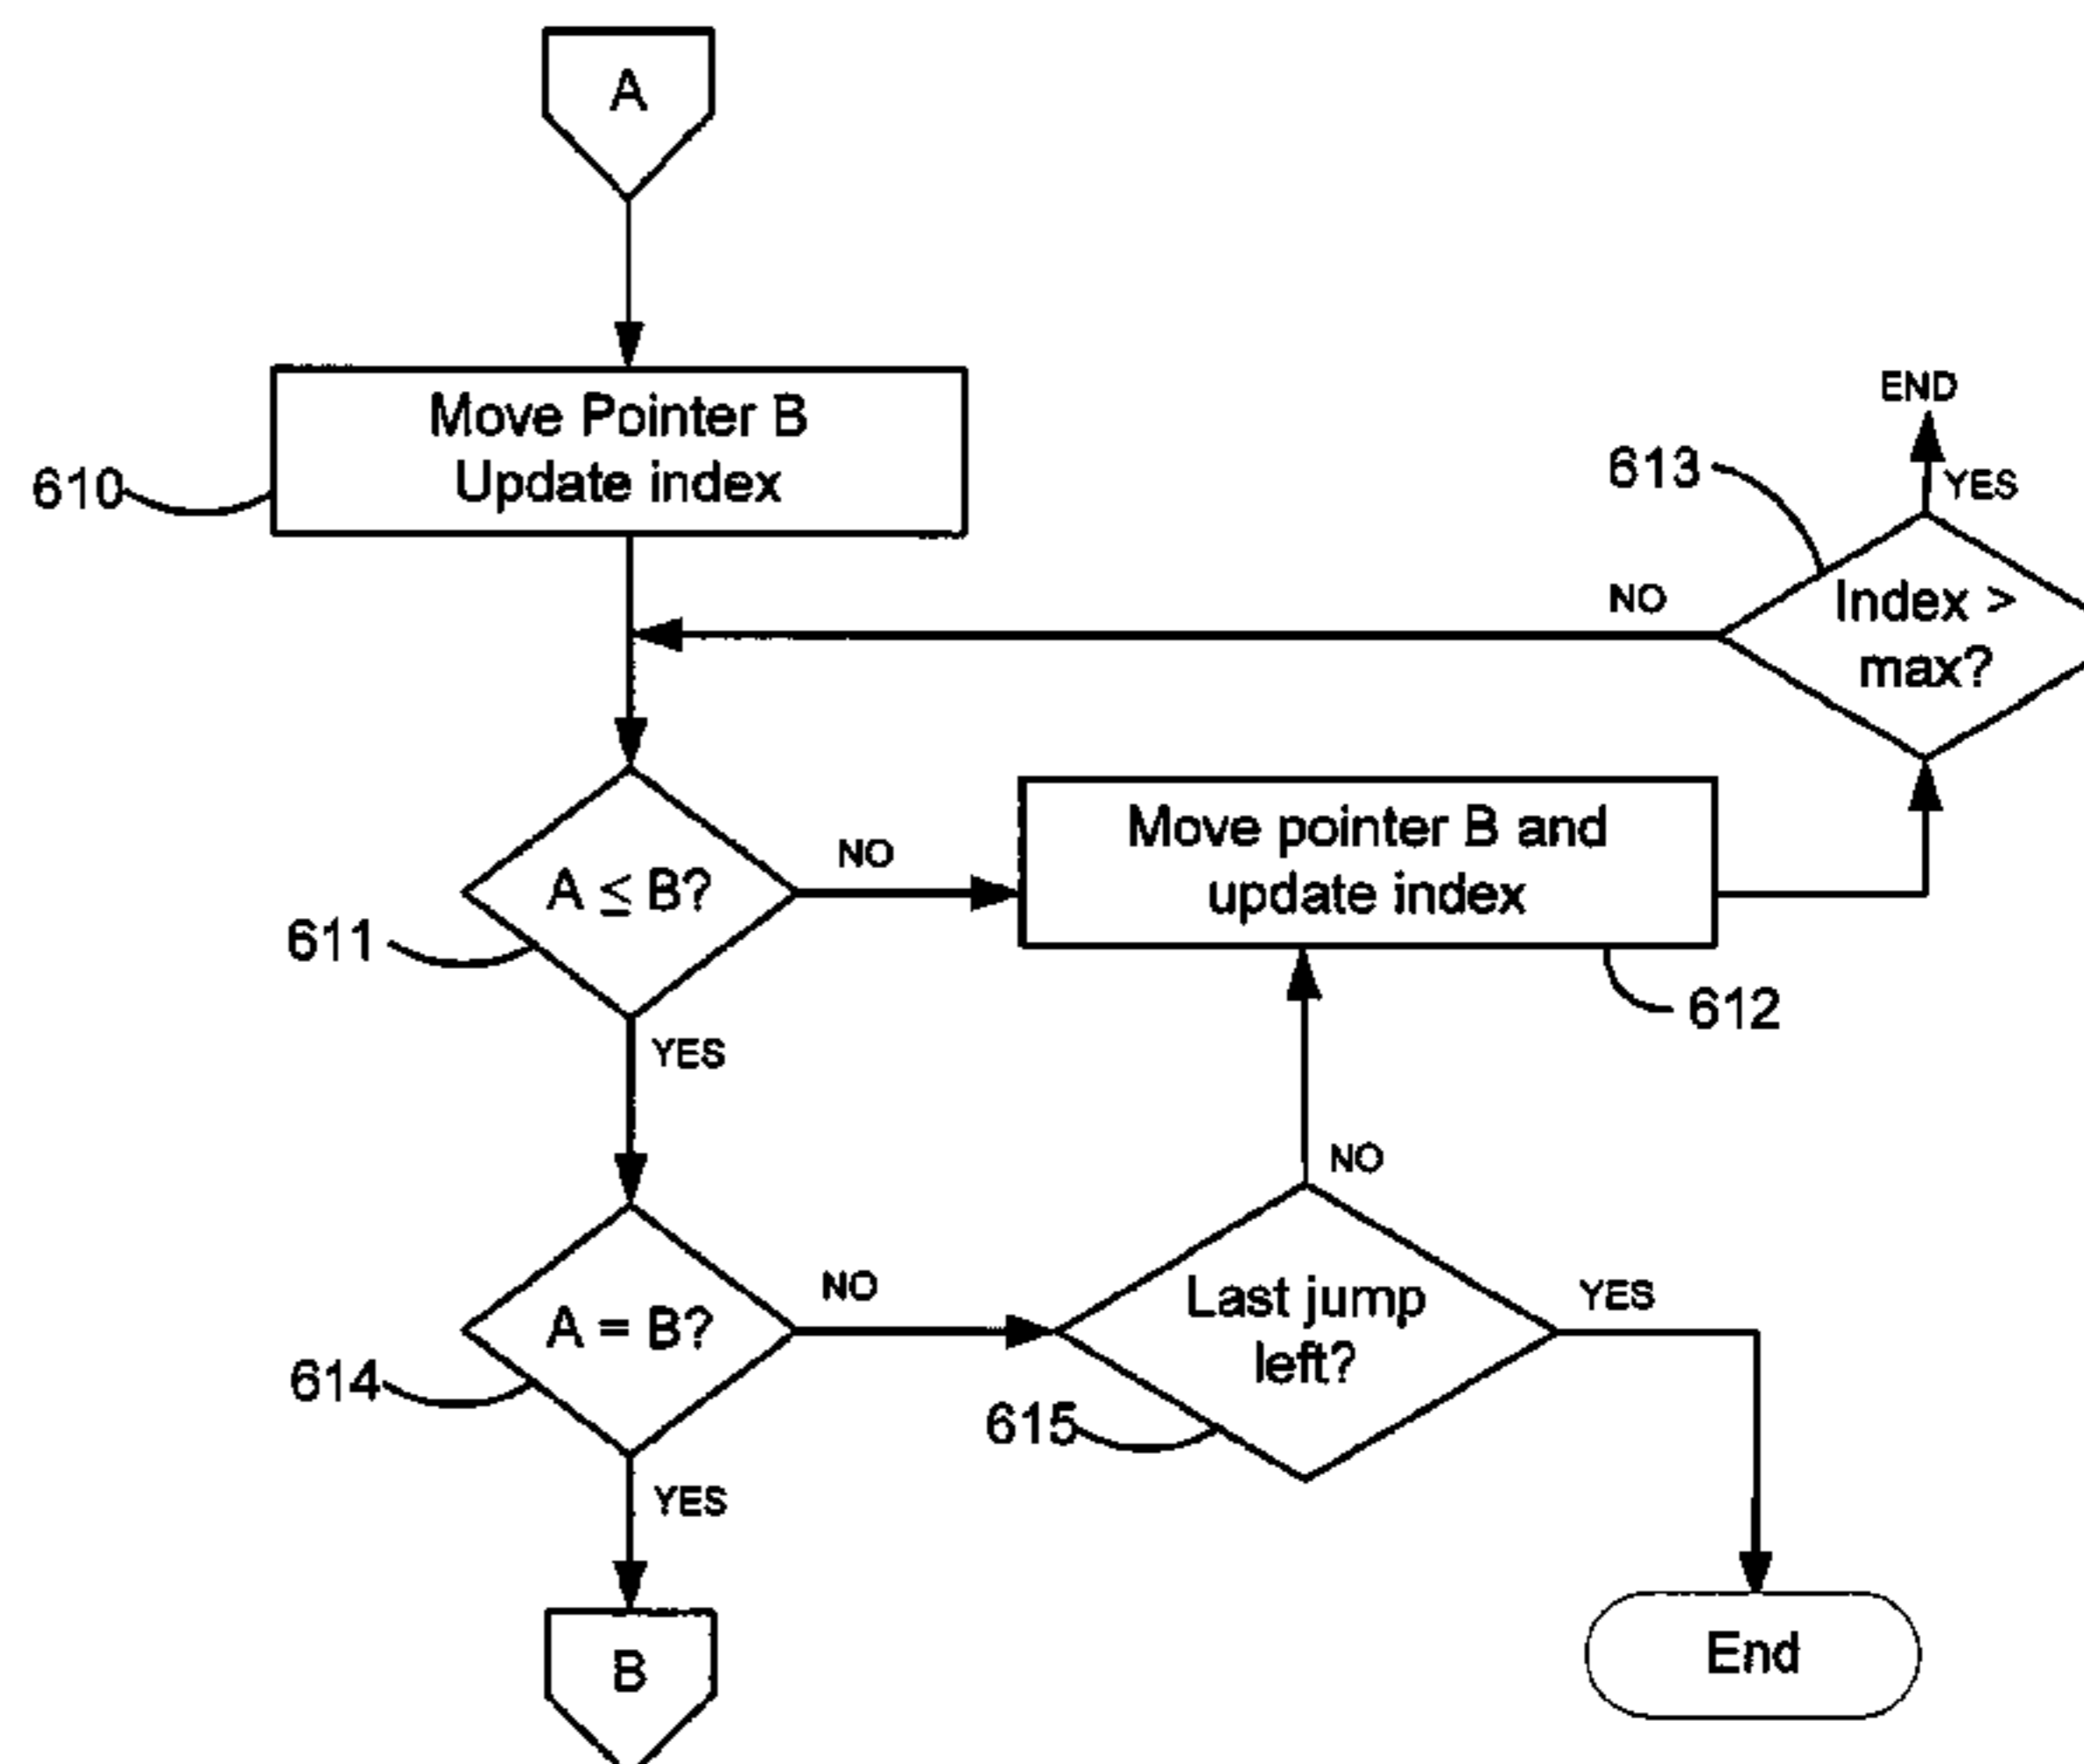 A
Move Pointer B
Update index
610
END
YES
613
Index >
max?
NO
A ≤ B?
611
NO
Move pointer B and
update index
612
YES
NO
A = B?
614
NO
Last jump
left?
615
YES
YES
B
End